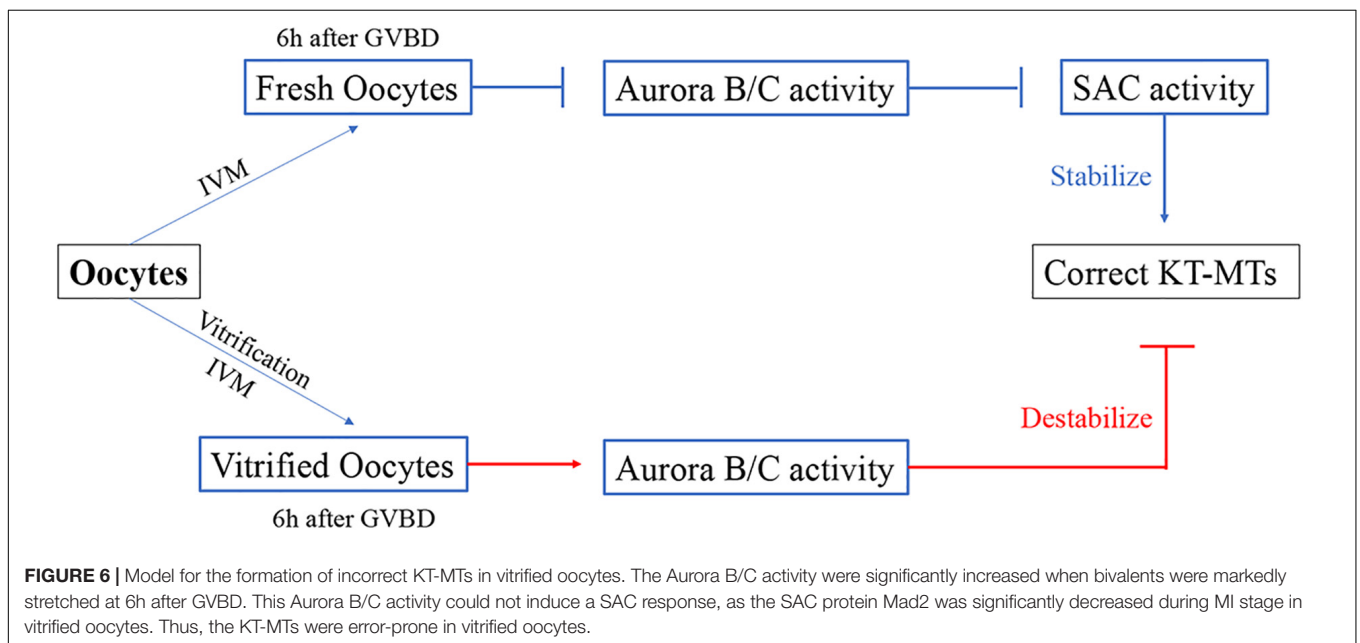 6h after GVBD
Fresh Oocytes
Aurora B/C activity
SAC activity
IVM
Stabilize
Oocytes
Correct KT-MTs
Vitrification
IVM
Destabilize
Vitrified Oocytes
Aurora B/C activity
6h after GVBD
FIGURE 6 | Model for the formation of incorrect KT-MTs in vitrified oocytes. The Aurora B/C activity were significantly increased when bivalents were markedly
stretched at 6h after GVBD. This Aurora B/C activity could not induce a SAC response, as the SAC protein Mad2 was significantly decreased during MI stage in
vitrified oocytes. Thus, the KT-MTs were error-prone in vitrified oocytes.